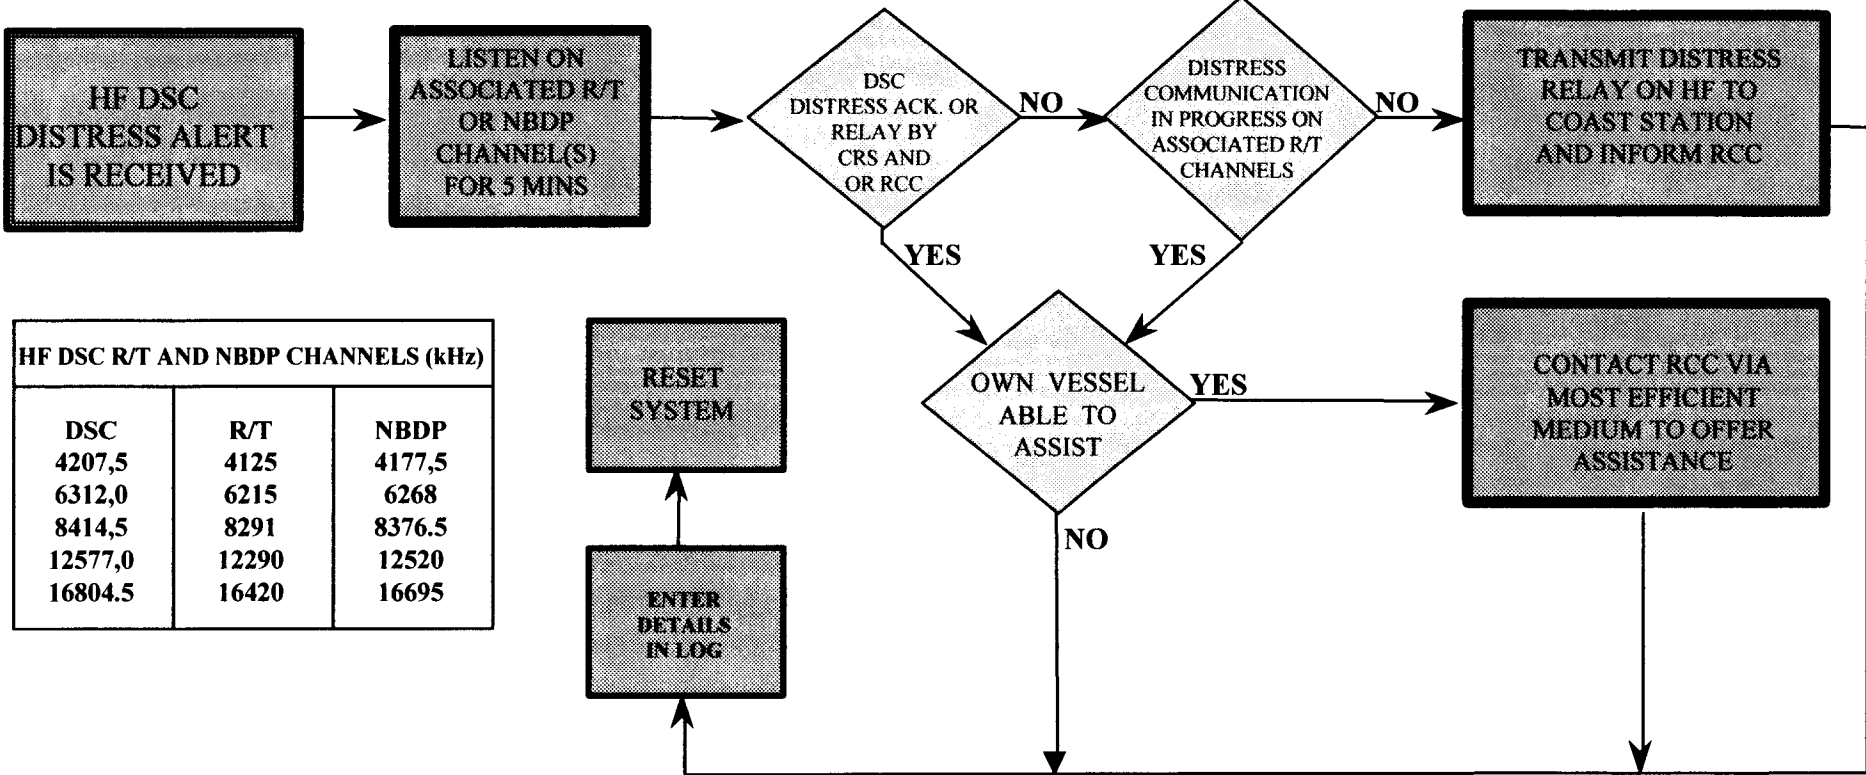 HF DSC
DISTRESS ALERT
IS RECEIVED
LISTEN ON
ASSOCIATED R/T
OR NBDP
CHANNEL(S)
FOR 5 MINS
DSC
DISTRESS ACK. OR
RELAY BY
CRS AND
OR RCC
NO
DISTRESS
COMMUNICATION
IN PROGRESS ON
ASSOCIATED R/T
CHANNELS
NO
TRANSMIT DISTRESS
RELAY ON HF TO
COAST STATION
AND INFORM RCC
YES
YES
HF DSC R/T AND NBDP CHANNELS (kHz)
DSC R/T NBDP
4207,5 4125 4177,5
6312,0 6215 6268
8414,5 8291 8376.5
12577,0 12290 12520
16804.5 16420 16695
RESET
SYSTEM
OWN VESSEL
ABLE TO
ASSIST
YES
CONTACT RCC VIA
MOST EFFICIENT
MEDIUM TO OFFER
ASSISTANCE
NO
ENTER
DETAILS
IN LOG